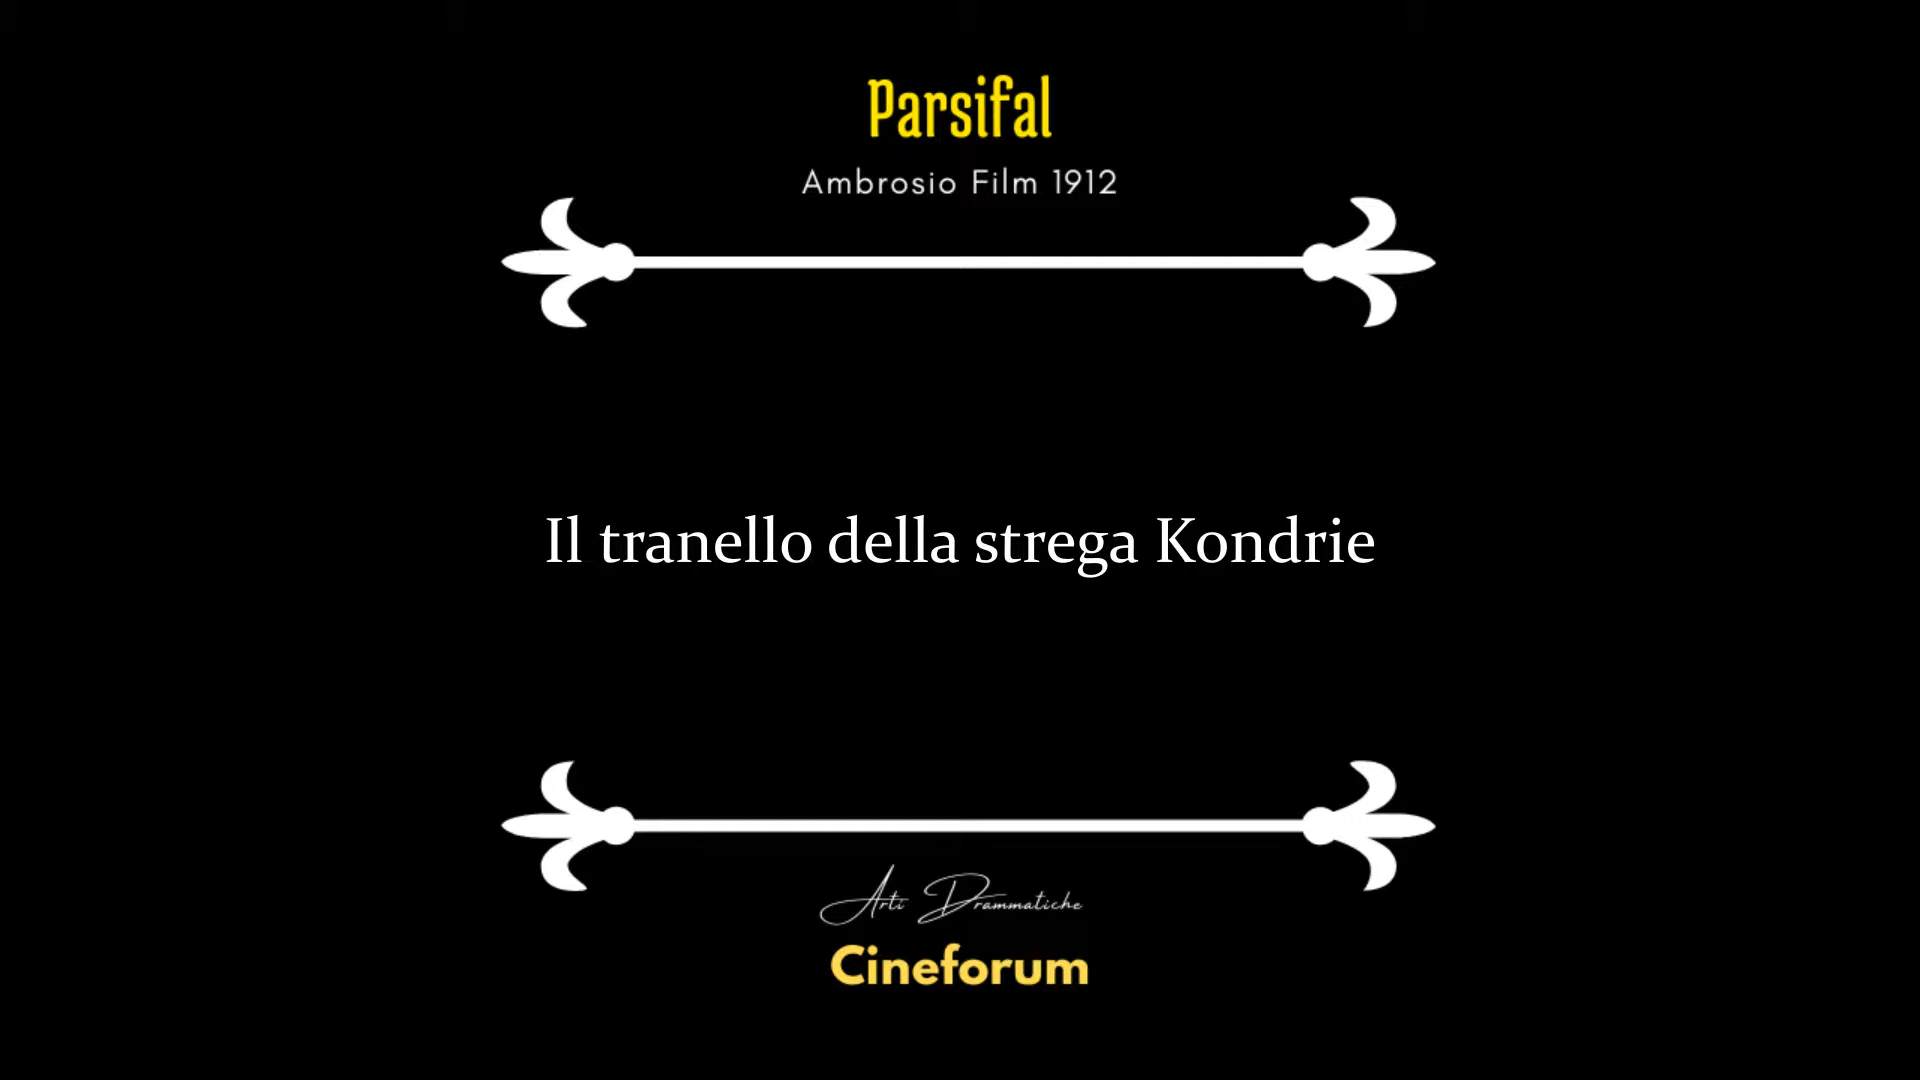 Parsifal
Ambrosio Film 1912
Il tranello della strega Kondrie
Arti Drammatiche
Cineforum